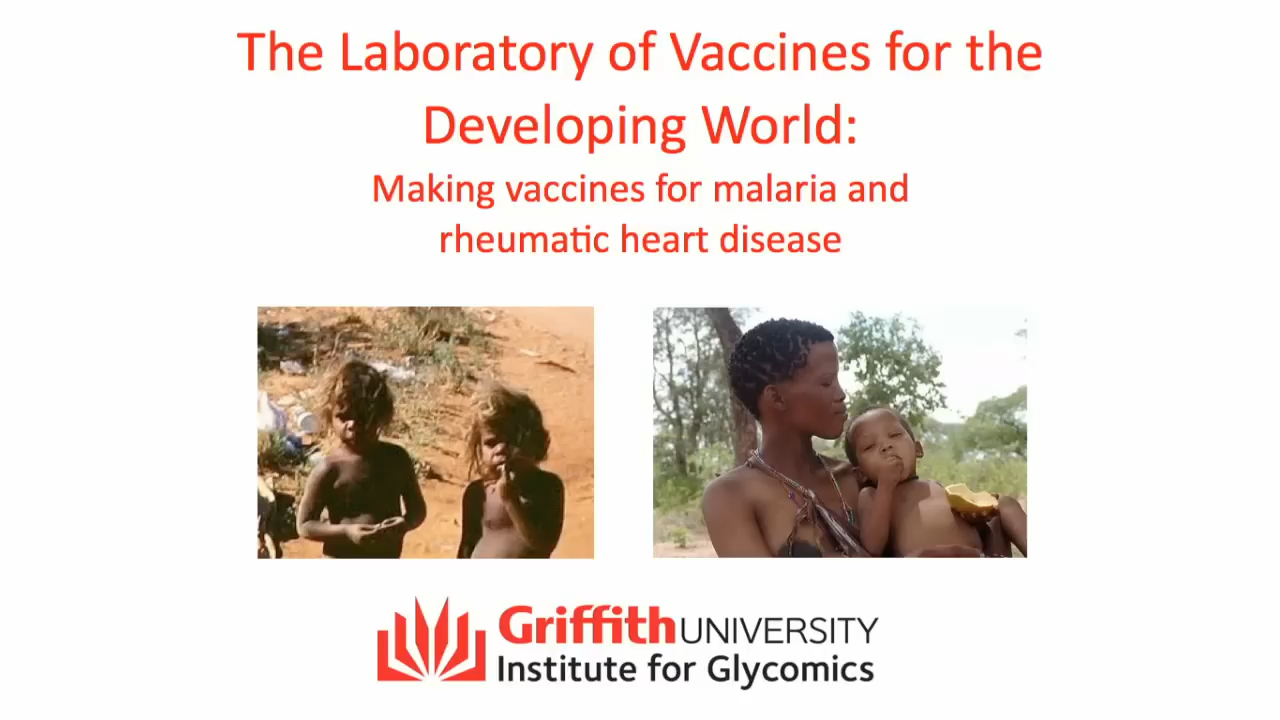 The Laboratory of Vaccines for the
Developing World:
Making vaccines for malaria and
rheumatic heart disease
Griffith UNIVERSITY
Institute for Glycomics